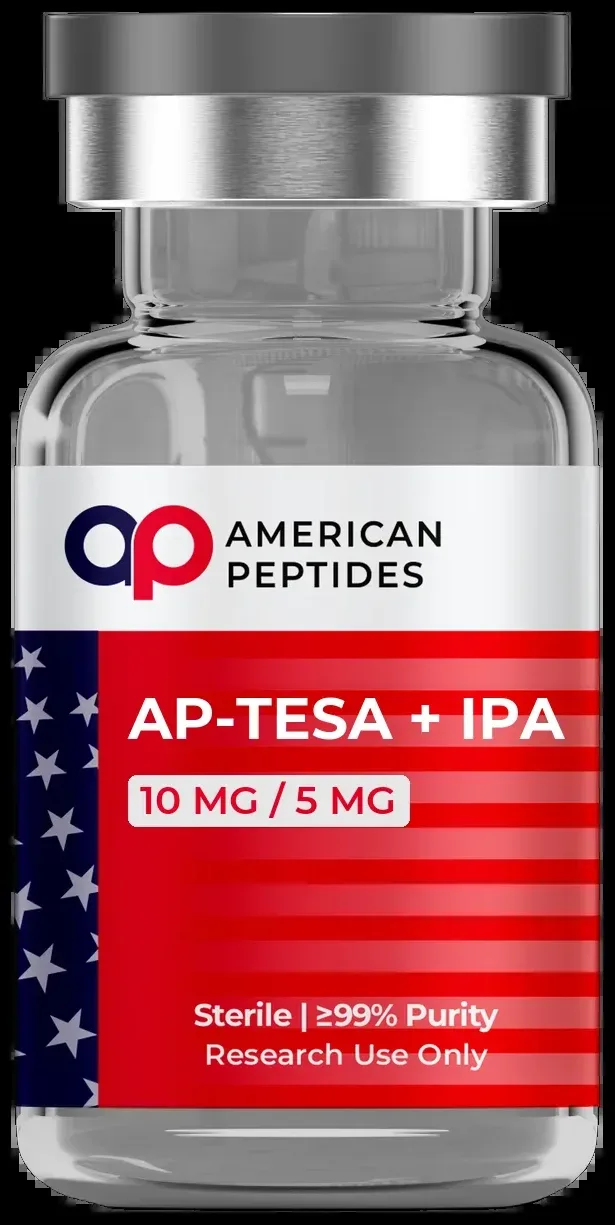 ap AMERICAN
PEPTIDES
AP-TESA + IPA
10 MG / 5 MG
Sterile | ≥99% Purity
Research Use Only